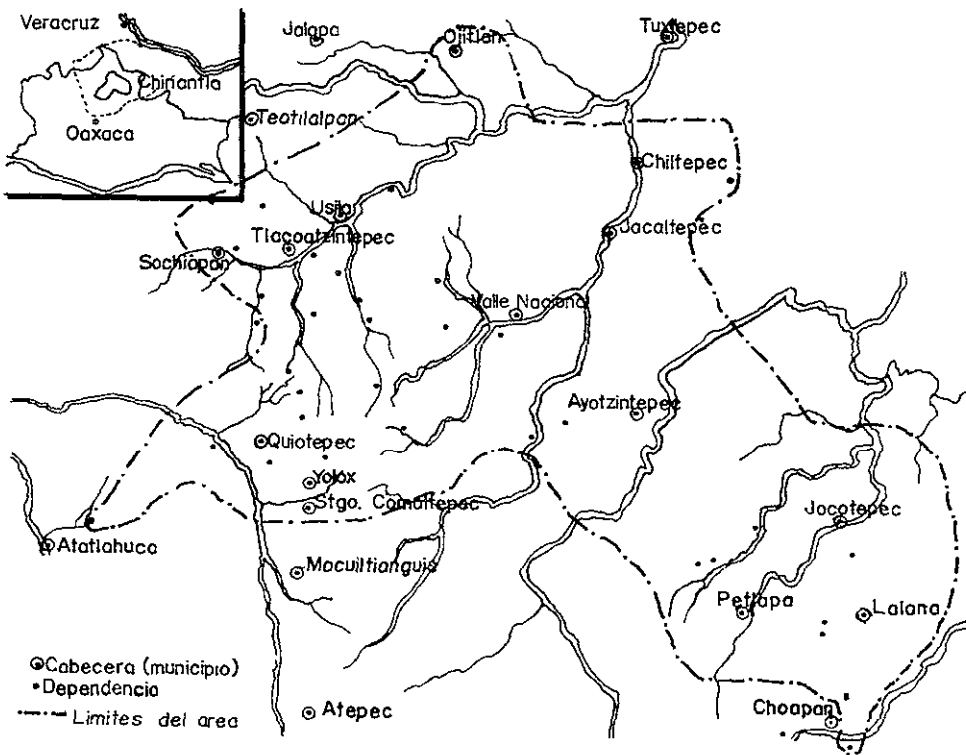 Veracruz
Chinantla
Oaxaca
Jalapa
Ojitlan
Tuxtepec
Teotilalpan
Chiltepec
Usila
Tlacoatzintepec
Jacaltepec
Sochiapan
Valle Nacional
Ayotzintepec
Quiotepec
Yolox
Stgo. Comaltepec
Jocotepec
Atatlahuca
Macuiltianguis
Petlapa
Lalana
Cabecera (municipio)
Dependencia
Limites del area
Atepec
Choapan